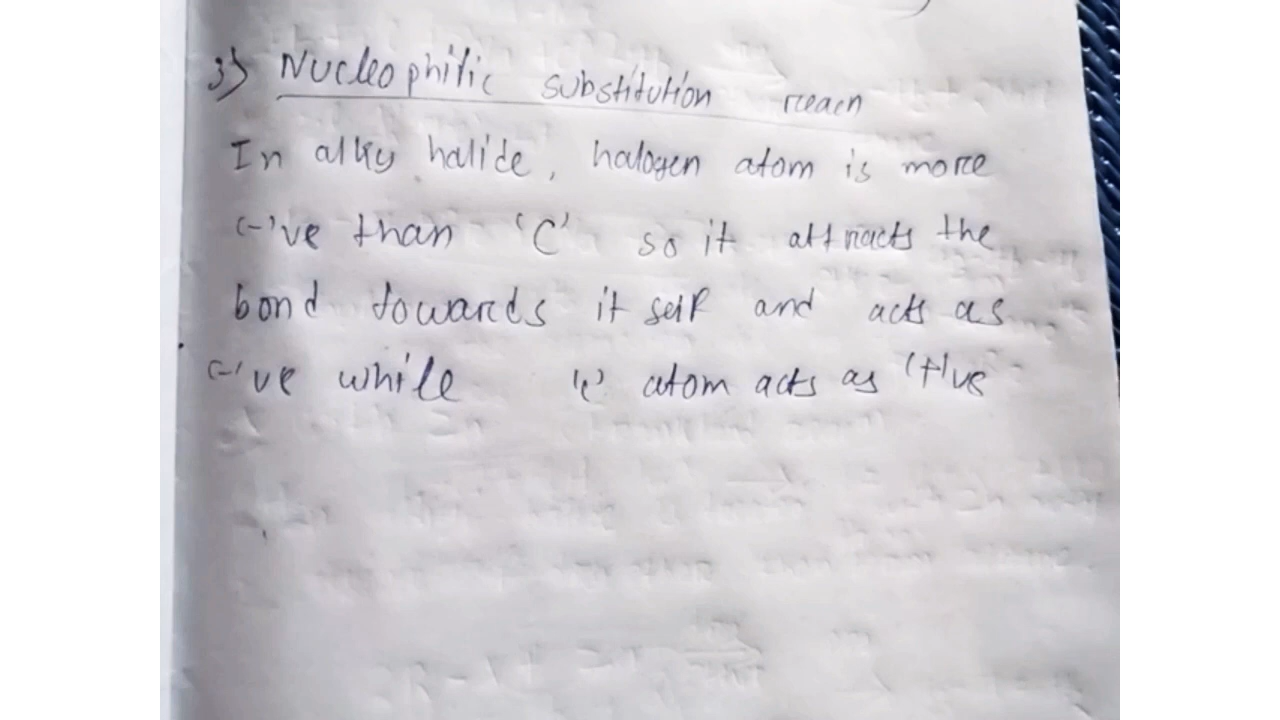 3) Nucleophilic substitution reacn
In alky halide, halogen atom is more
(-)'ve than 'C' so it attracts the
bond towards it self and acts as
(-)'ve while 'c' atom acts as (+)'ve